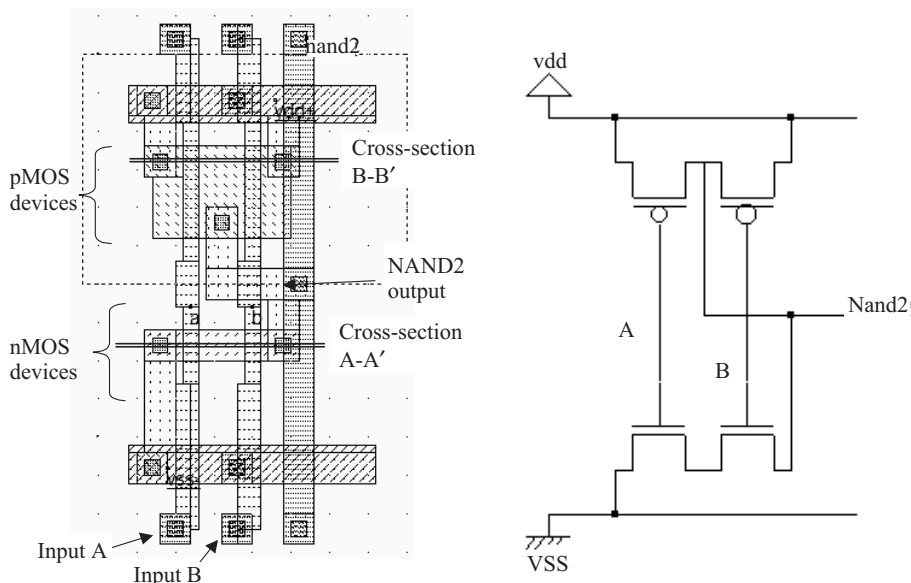 nand2
vdd+
Cross-section
B-B′
pMOS
devices
NAND2
output
a
b
nMOS
devices
Cross-section
A-A′
vss-
Input A
Input B
vdd
Nand2
A
B
VSS